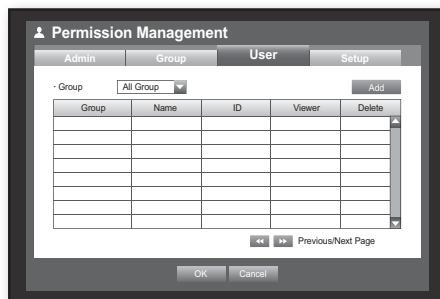 Permission Management
Admin Group User Setup
· Group All Group Add
Group Name ID Viewer Delete
Previous/Next Page
OK Cancel